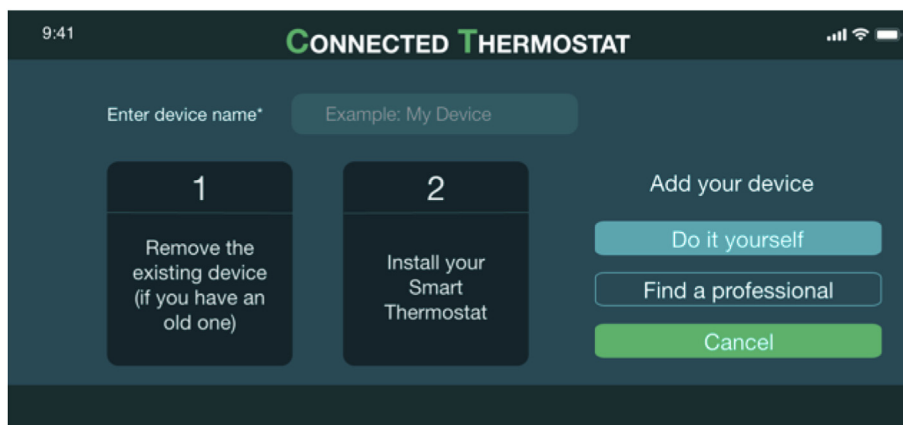 9:41
CONNECTED THERMOSTAT
Enter device name*
Example: My Device
1
Remove the
existing device
(if you have an
old one)
2
Install your
Smart
Thermostat
Add your device
Do it yourself
Find a professional
Cancel